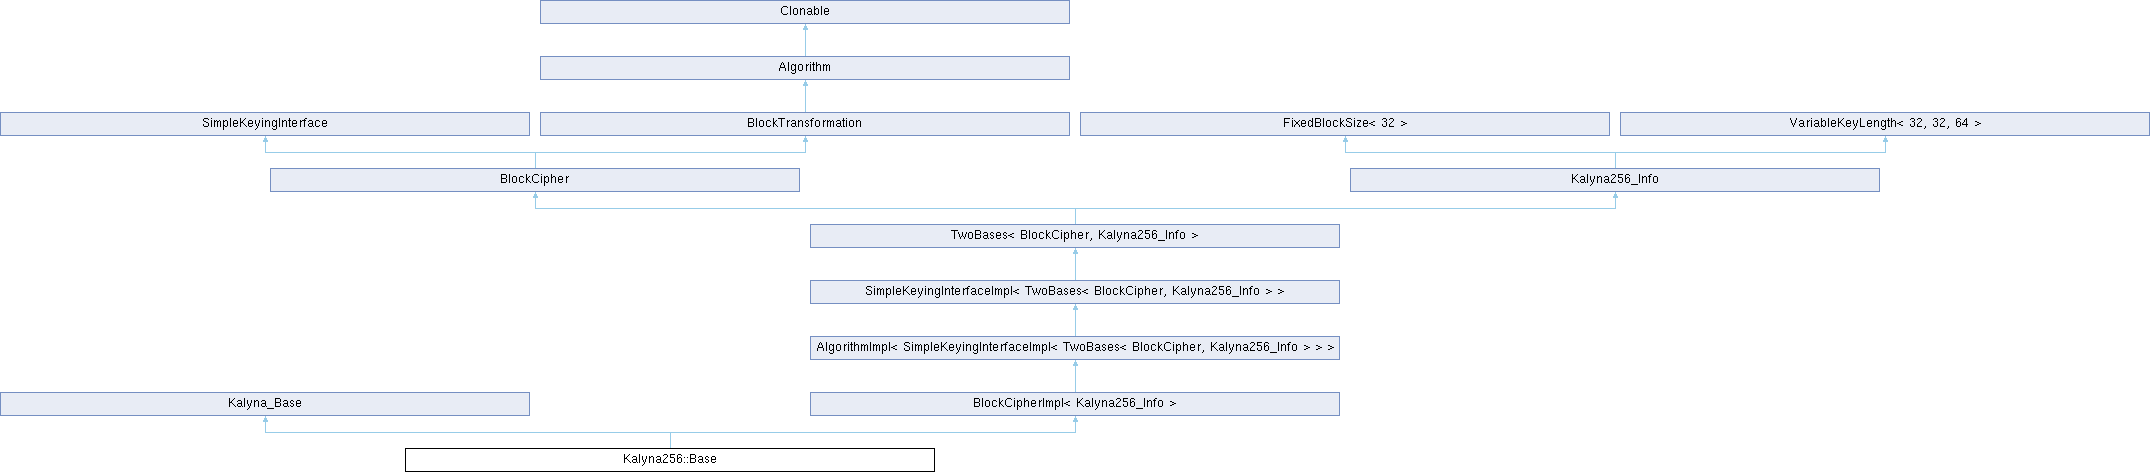 Clonable
Algorithm
SimpleKeyingInterface
BlockTransformation
FixedBlockSize< 32 >
VariableKeyLength< 32, 32, 64 >
BlockCipher
Kalyna256_Info
TwoBases< BlockCipher, Kalyna256_Info >
SimpleKeyingInterfaceImpl< TwoBases< BlockCipher, Kalyna256_Info > >
AlgorithmImpl< SimpleKeyingInterfaceImpl< TwoBases< BlockCipher, Kalyna256_Info > > >
Kalyna_Base
BlockCipherImpl< Kalyna256_Info >
Kalyna256::Base